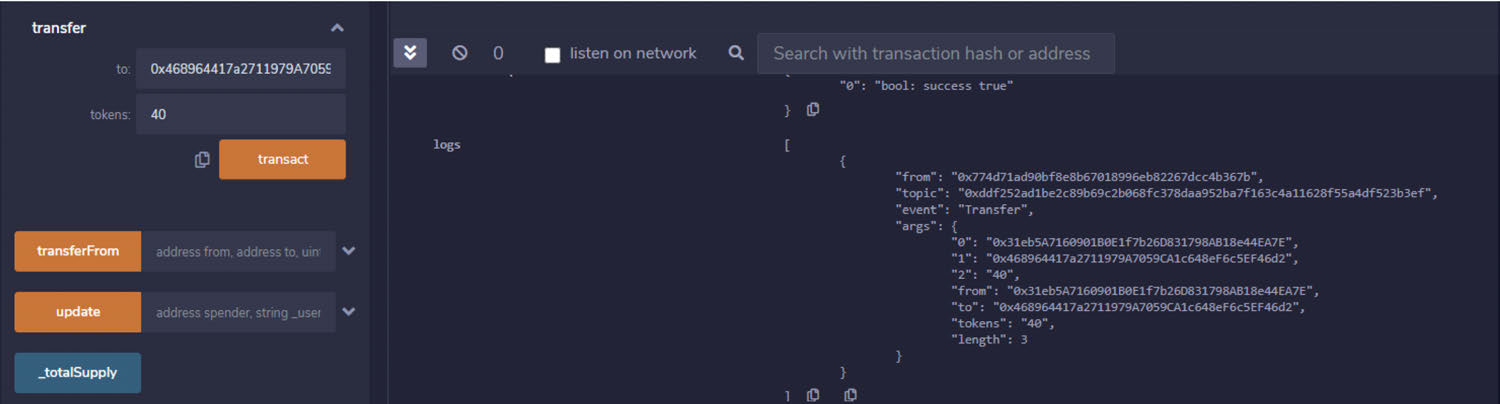 transfer
to:
0x468964417a2711979A7059
tokens:
40
transact
transferFrom
address from, address to, uin
update
address spender, string _user
_totalSupply
0
listen on network
Search with transaction hash or address
{
"0": "bool: success true"
}
logs
[
{
"from": "0x774d71ad90bf8e8b67018996eb82267dcc4b367b",
"topic": "0xddf252ad1be2c89b69c2b068fc378daa952ba7f163c4a11628f55a4df523b3ef",
"event": "Transfer",
"args": {
"0": "0x31eb5A7160901B0E1f7b26D831798AB18e44EA7E",
"1": "0x468964417a2711979A7059CA1c648eF6c5EF46d2",
"2": "40",
"from": "0x31eb5A7160901B0E1f7b26D831798AB18e44EA7E",
"to": "0x468964417a2711979A7059CA1c648eF6c5EF46d2",
"tokens": "40",
"length": 3
}
}
]